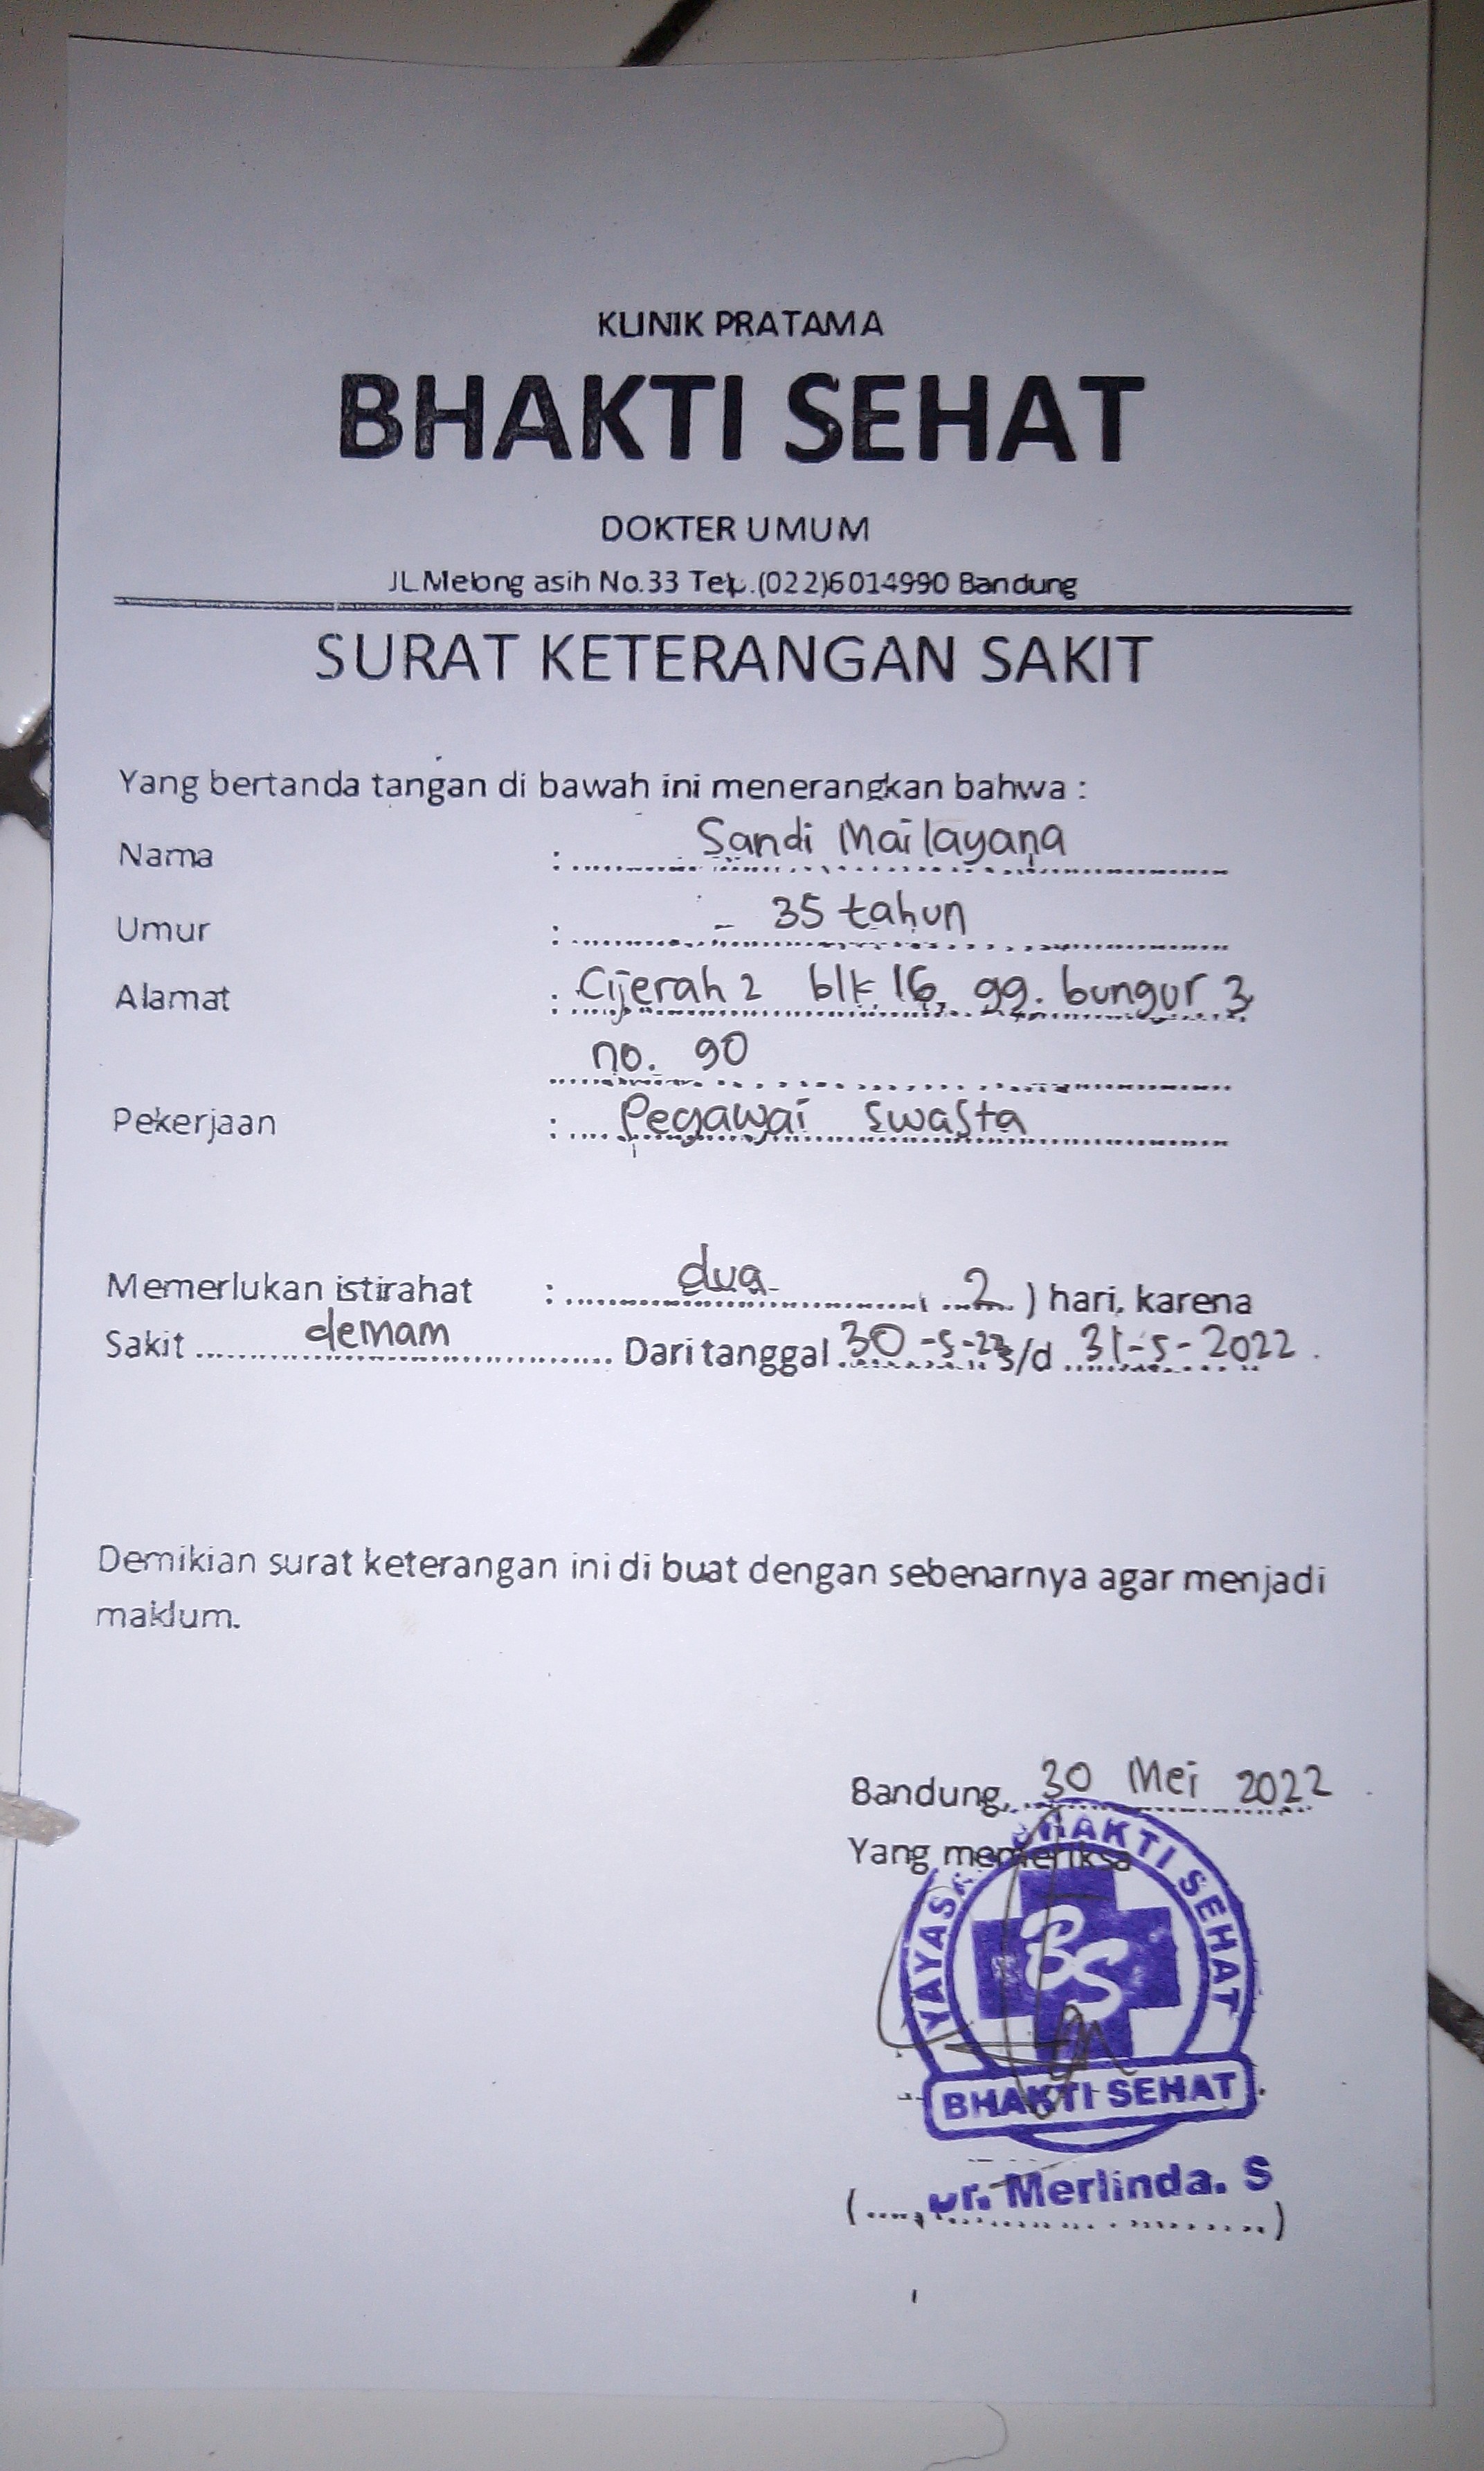 KLINIK PRATAMA
BHAKTI SEHAT
DOKTER UMUM
JL.Melong asih No.33 Telp.(022)6014990 Bandung
SURAT KETERANGAN SAKIT
Yang bertanda tangan di bawah ini menerangkan bahwa :
Nama : Sandi Mailayana
Umur : - 35 tahun
Alamat : Cijerah 2 blk 16, gg. bungur 3
no. 90
Pekerjaan : Pegawai swasta
Memerlukan istirahat : dua ( 2 ) hari, karena
Sakit demam Dari tanggal 30 -5-22 s/d 31-5-2022
Demikian surat keterangan ini di buat dengan sebenarnya agar menjadi
maklum.
Bandung, 30 Mei 2022
Yang memeriksa
BHAKTI SEHAT
BS
BHAKTI SEHAT
(Dr. Merlinda. S)